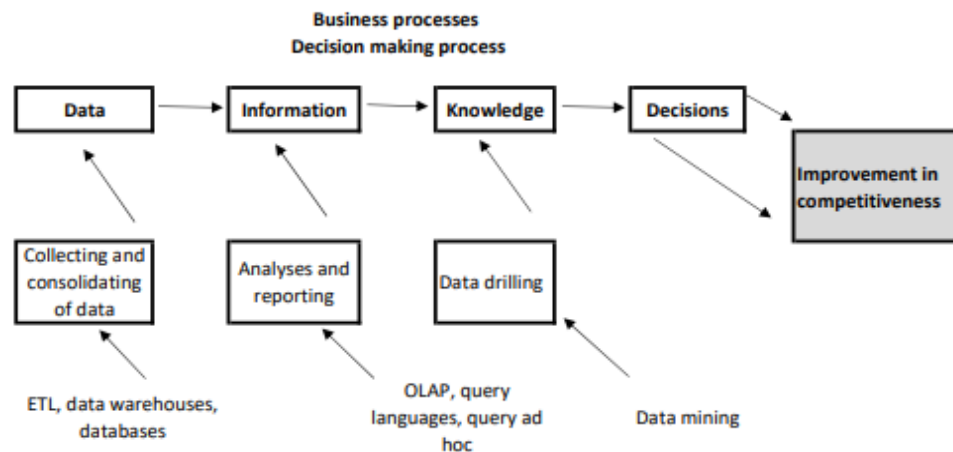 Business processes
Decision making process
Data
Information
Knowledge
Decisions
Improvement in
competitiveness
Collecting and
consolidating
of data
Analyses and
reporting
Data drilling
ETL, data warehouses,
databases
OLAP, query
languages, query ad
hoc
Data mining